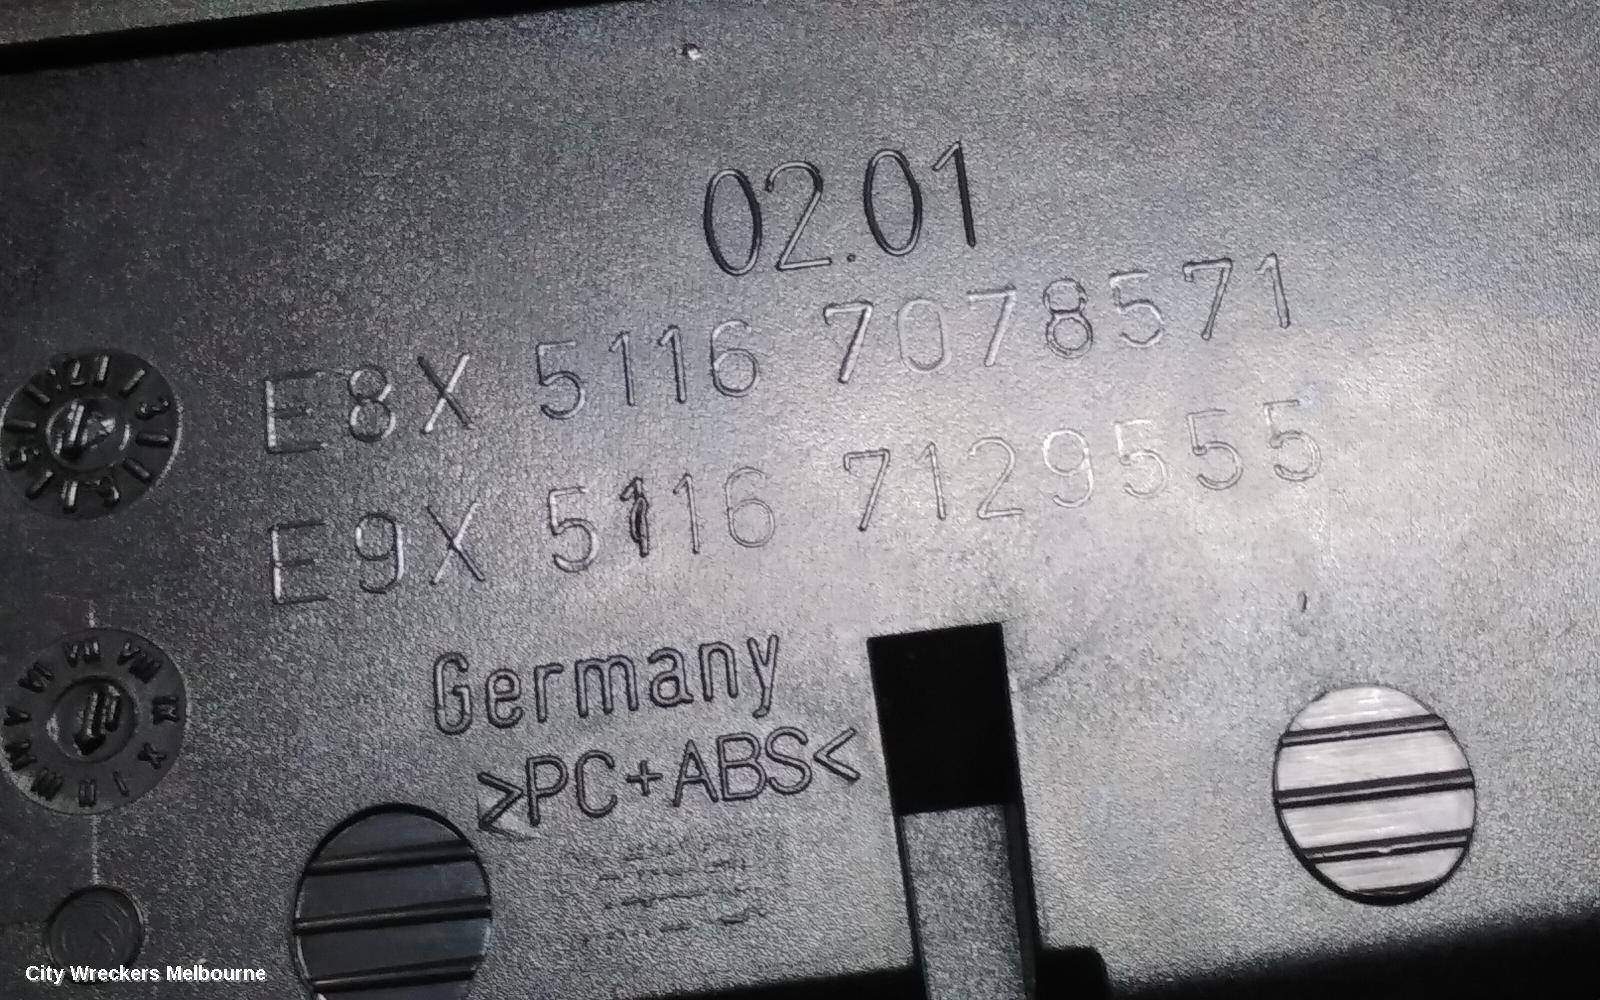 02.01
E8X 5116 7078571
E9X 5116 7129555
Germany
>PC+ABS<
City Wreckers Melbourne